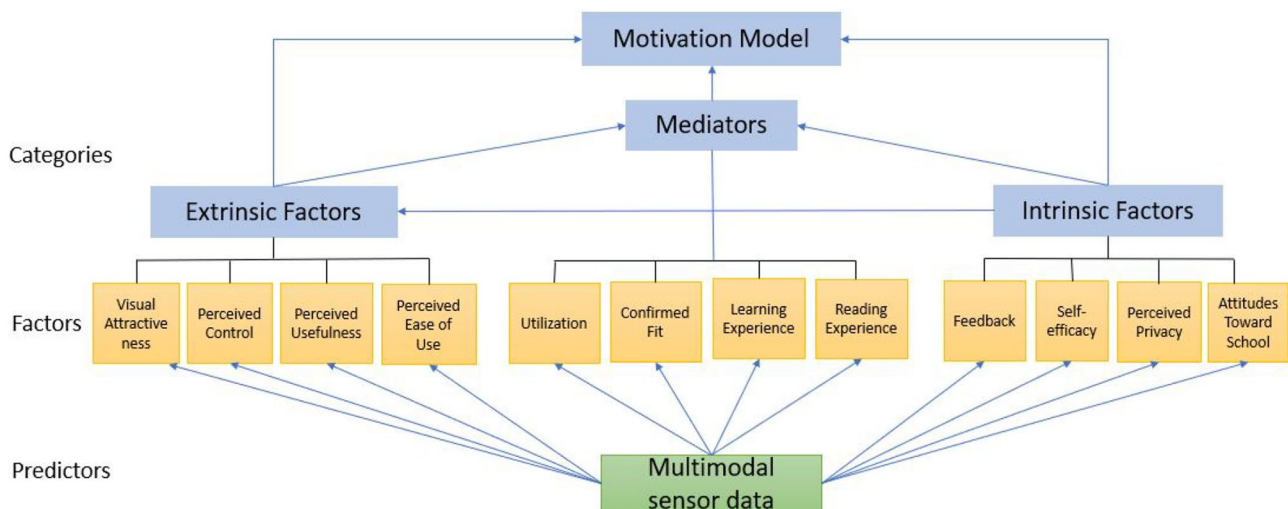 Motivation Model
Mediators
Categories
Extrinsic Factors
Intrinsic Factors
Factors
Visual
Attractive
ness
Perceived
Control
Perceived
Usefulness
Perceived
Ease of
Use
Utilization
Confirmed
Fit
Learning
Experience
Reading
Experience
Feedback
Self-
efficacy
Perceived
Privacy
Attitudes
Toward
School
Predictors
Multimodal
sensor data